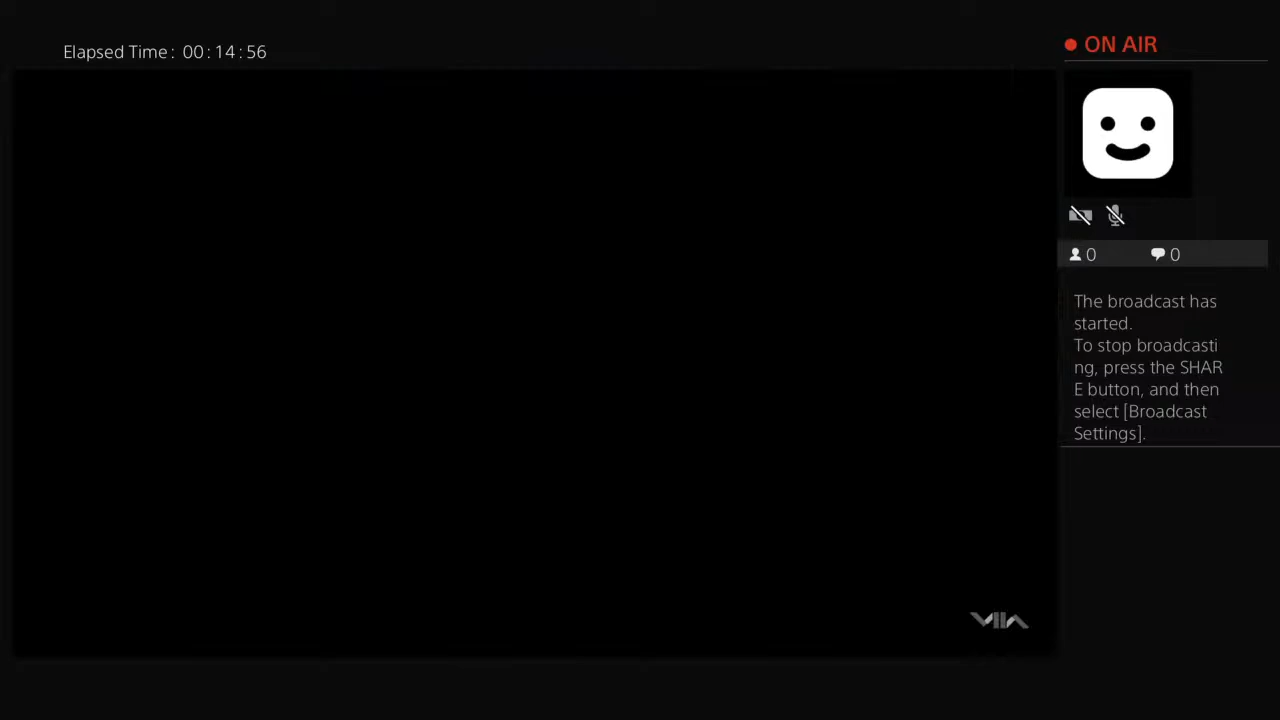 Elapsed Time: 00:14:56
ON AIR
0 0
The broadcast has
started.
To stop broadcasti
ng, press the SHAR
E button, and then
select [Broadcast
Settings].